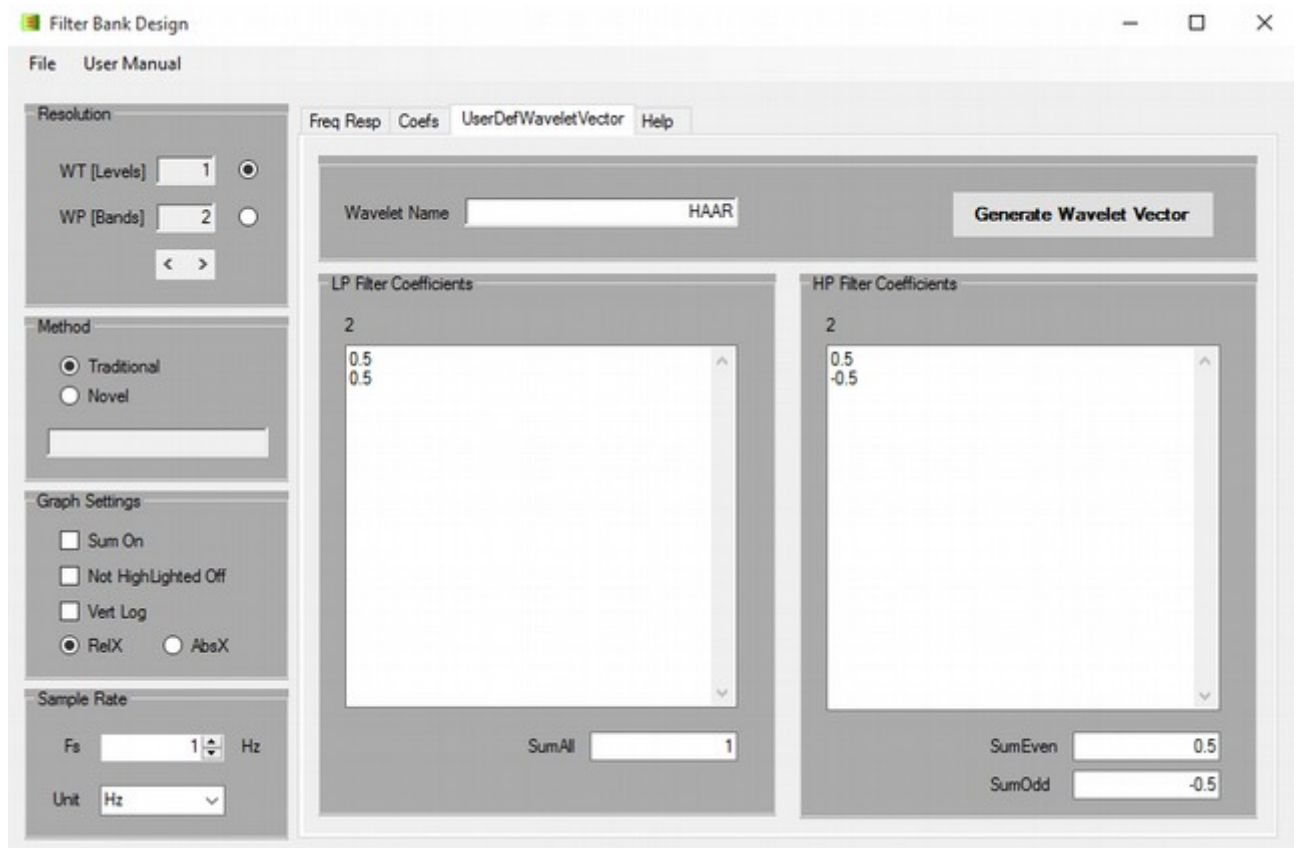 Filter Bank Design
File User Manual
Resolution
WT [Levels] 1
WP [Bands] 2
< >
Method
Traditional
Novel
Graph Settings
Sum On
Not HighLighted Off
Vert Log
RelX AbsX
Sample Rate
Fs 1 Hz
Unit Hz
Freq Resp Coefs UserDefWaveletVector Help
Wavelet Name HAAR Generate Wavelet Vector
LP Filter Coefficients
2
0.5
0.5
SumAll 1
HP Filter Coefficients
2
0.5
-0.5
SumEven 0.5
SumOdd -0.5